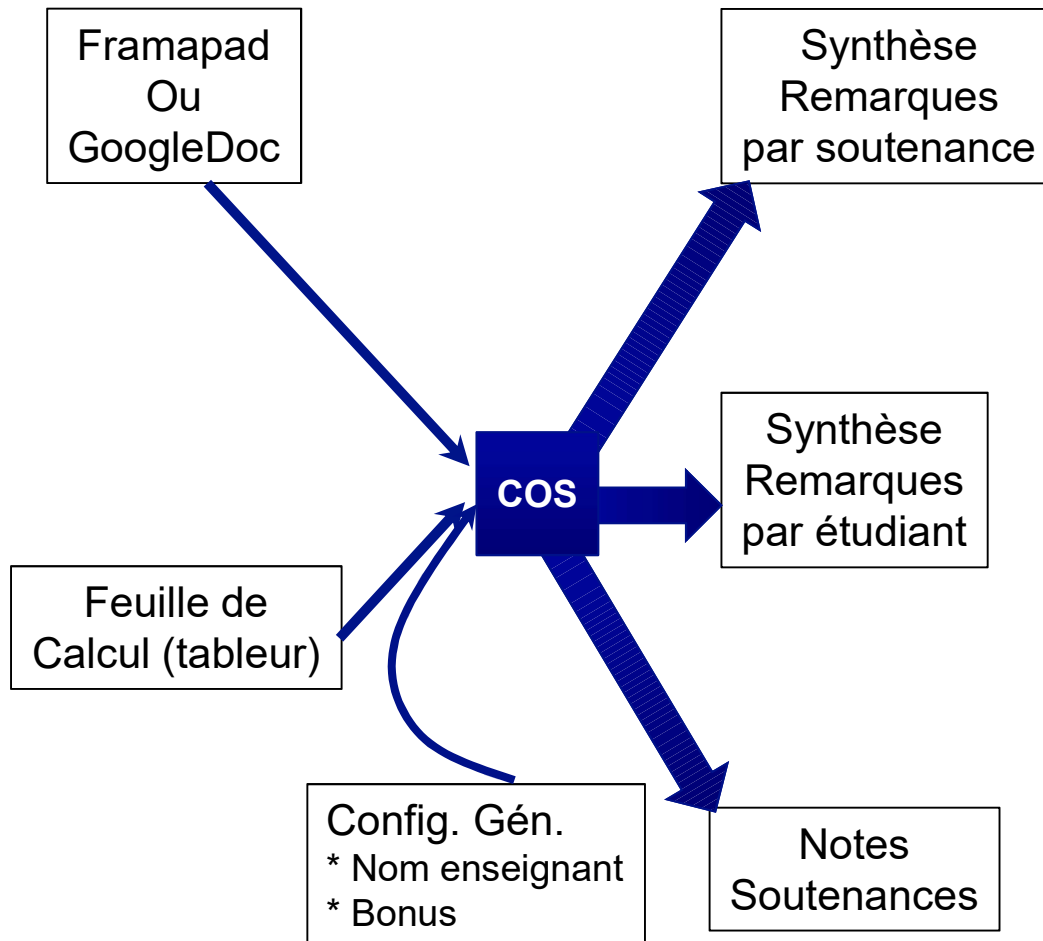 Framapad
Ou
GoogleDoc
Synthèse
Remarques
par soutenance
COS
Synthèse
Remarques
par étudiant
Feuille de
Calcul (tableur)
Config. Gén.
* Nom enseignant
* Bonus
Notes
Soutenances